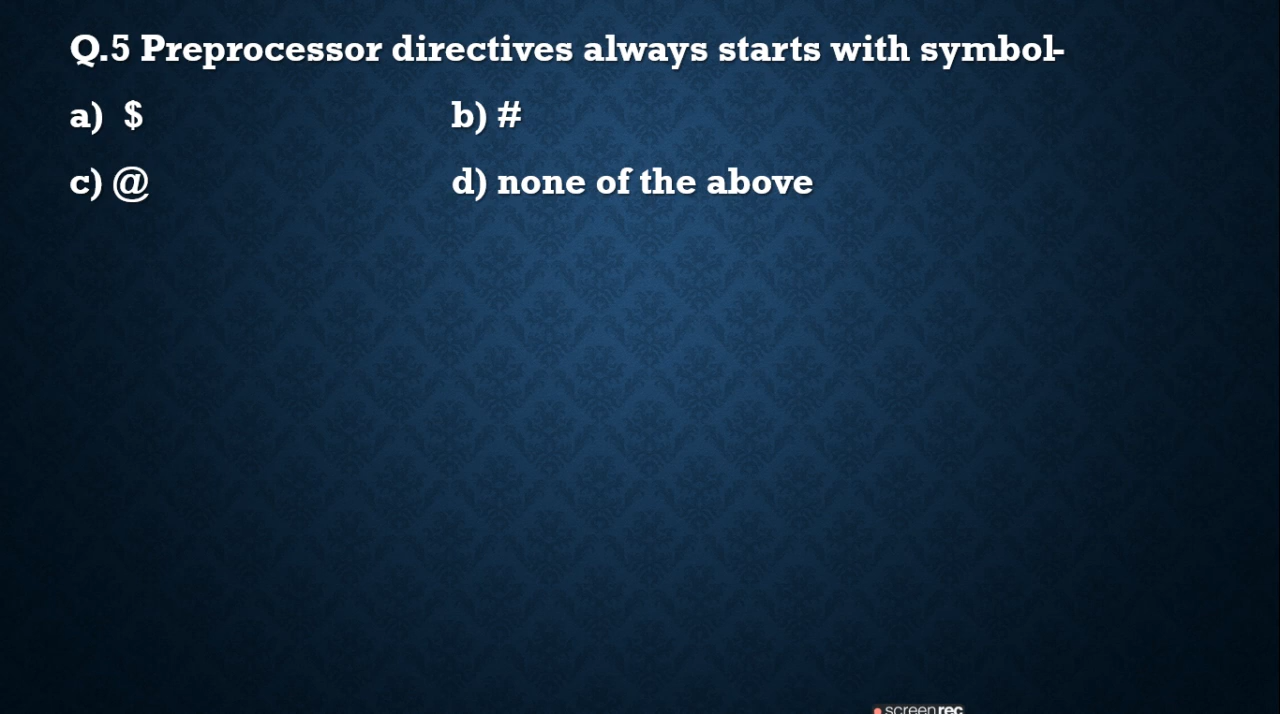 Q.5 Preprocessor directives always starts with symbol-
a) $ b) #
c) @ d) none of the above
screenrec